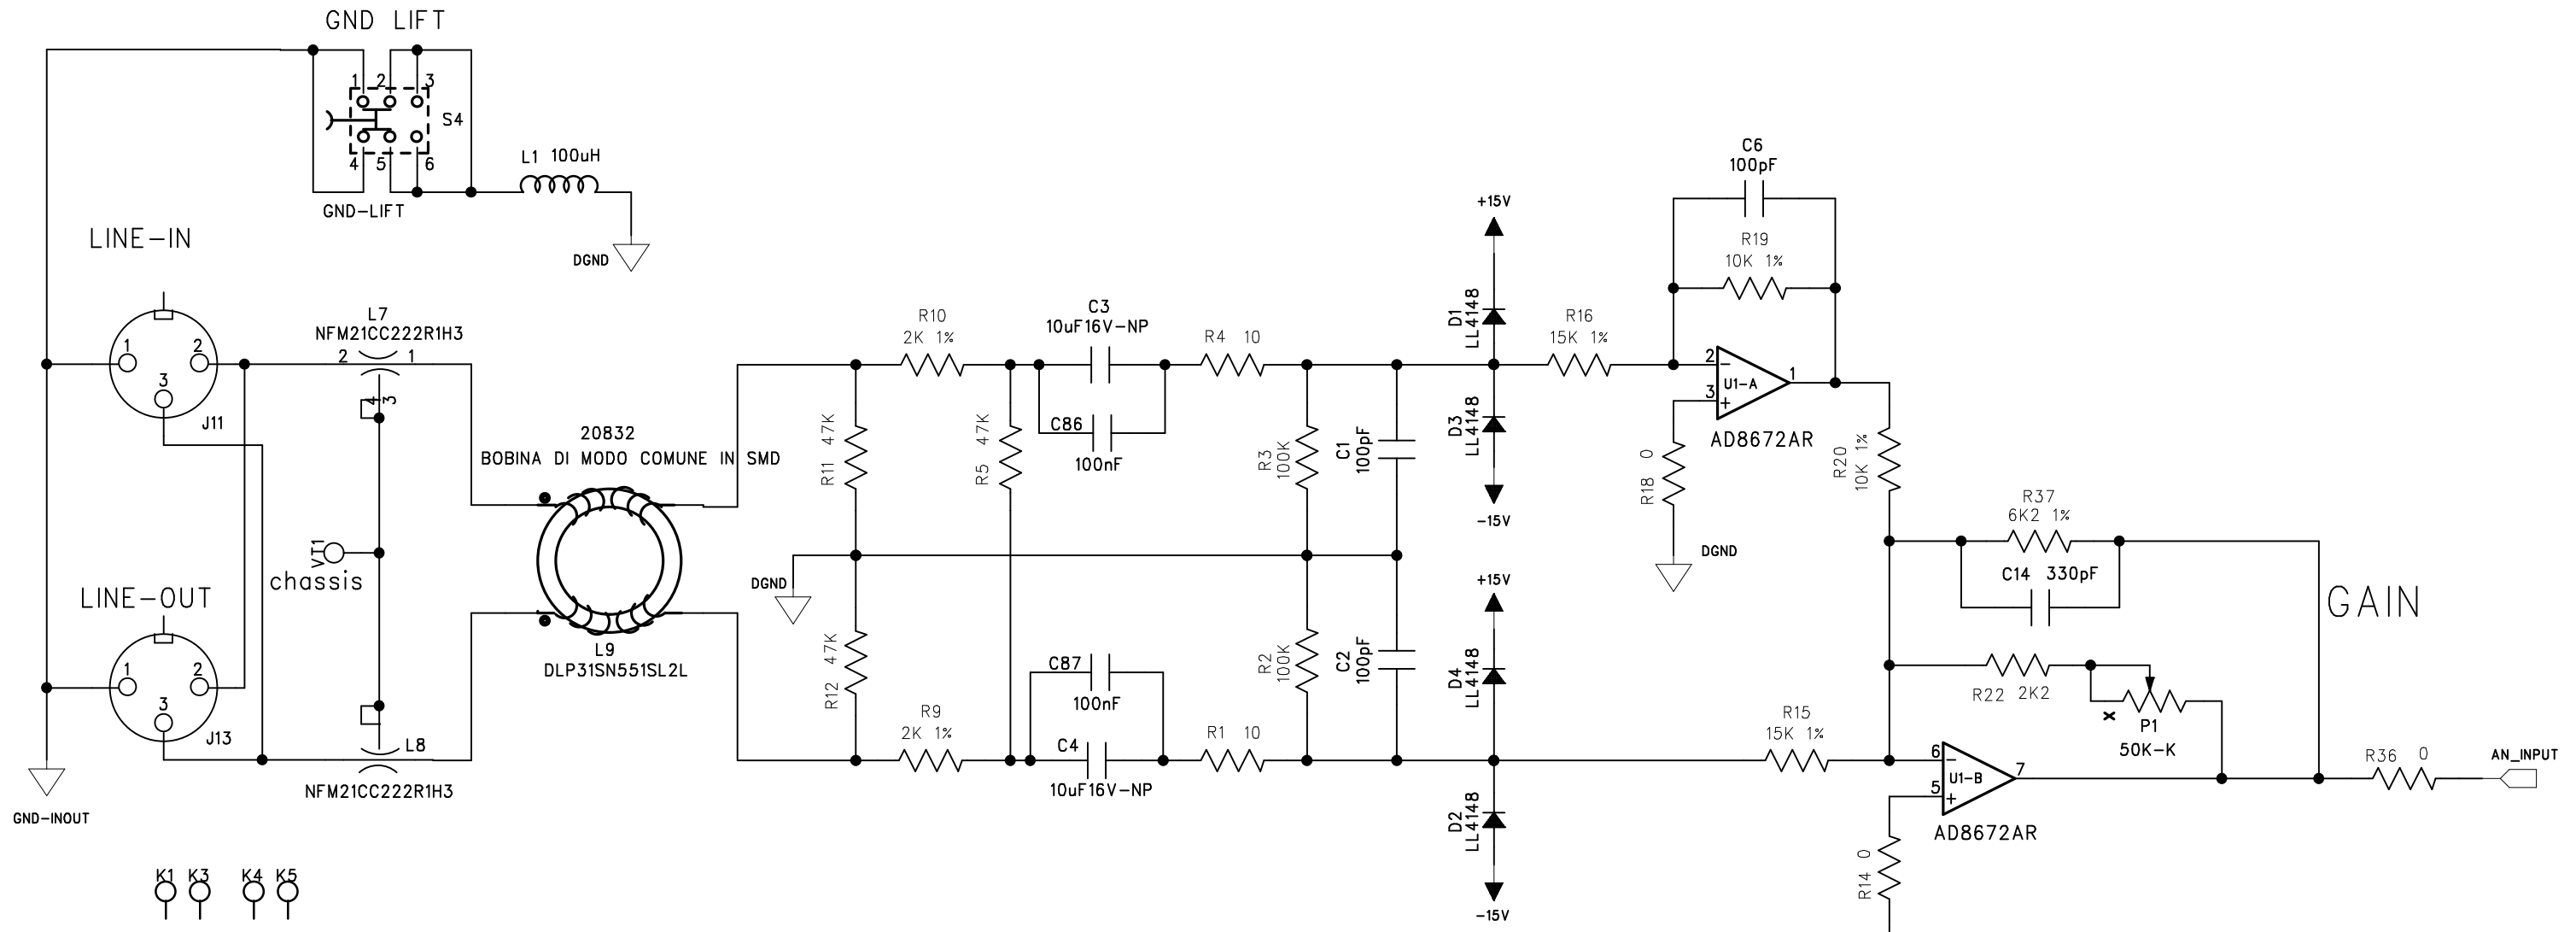 GND LIFT
1 2 3
S4
4 5 6
GND-LIFT
L1 100uH
DGND
LINE-IN
1 2
3
J11
L7
NFM21CC222R1H3
2 1
4 3
VT1
chassis
LINE-OUT
1 2
3
J13
L8
NFM21CC222R1H3
GND-INOUT
K1 K3 K4 K5
20832
BOBINA DI MODO COMUNE IN SMD
L9
DLP31SN551SL2L
R11 47K
R12 47K
DGND
R10
2K 1%
R5 47K
C3
10uF16V-NP
C86
100nF
R4 10
R9
2K 1%
C87
100nF
C4
10uF16V-NP
R1 10
R3
100K
C1
100pF
R2
100K
C2
100pF
+15V
D1
LL4148
D3
LL4148
-15V
+15V
D4
LL4148
D2
LL4148
-15V
R16
15K 1%
C6
100pF
R19
10K 1%
2
3
1
-
+
U1-A
AD8672AR
R18 0
DGND
R20
10K 1%
R37
6K2 1%
C14 330pF
GAIN
R22 2K2
x
P1
50K-K
R15
15K 1%
6
5
7
-
+
U1-B
AD8672AR
R14 0
R36 0
AN_INPUT